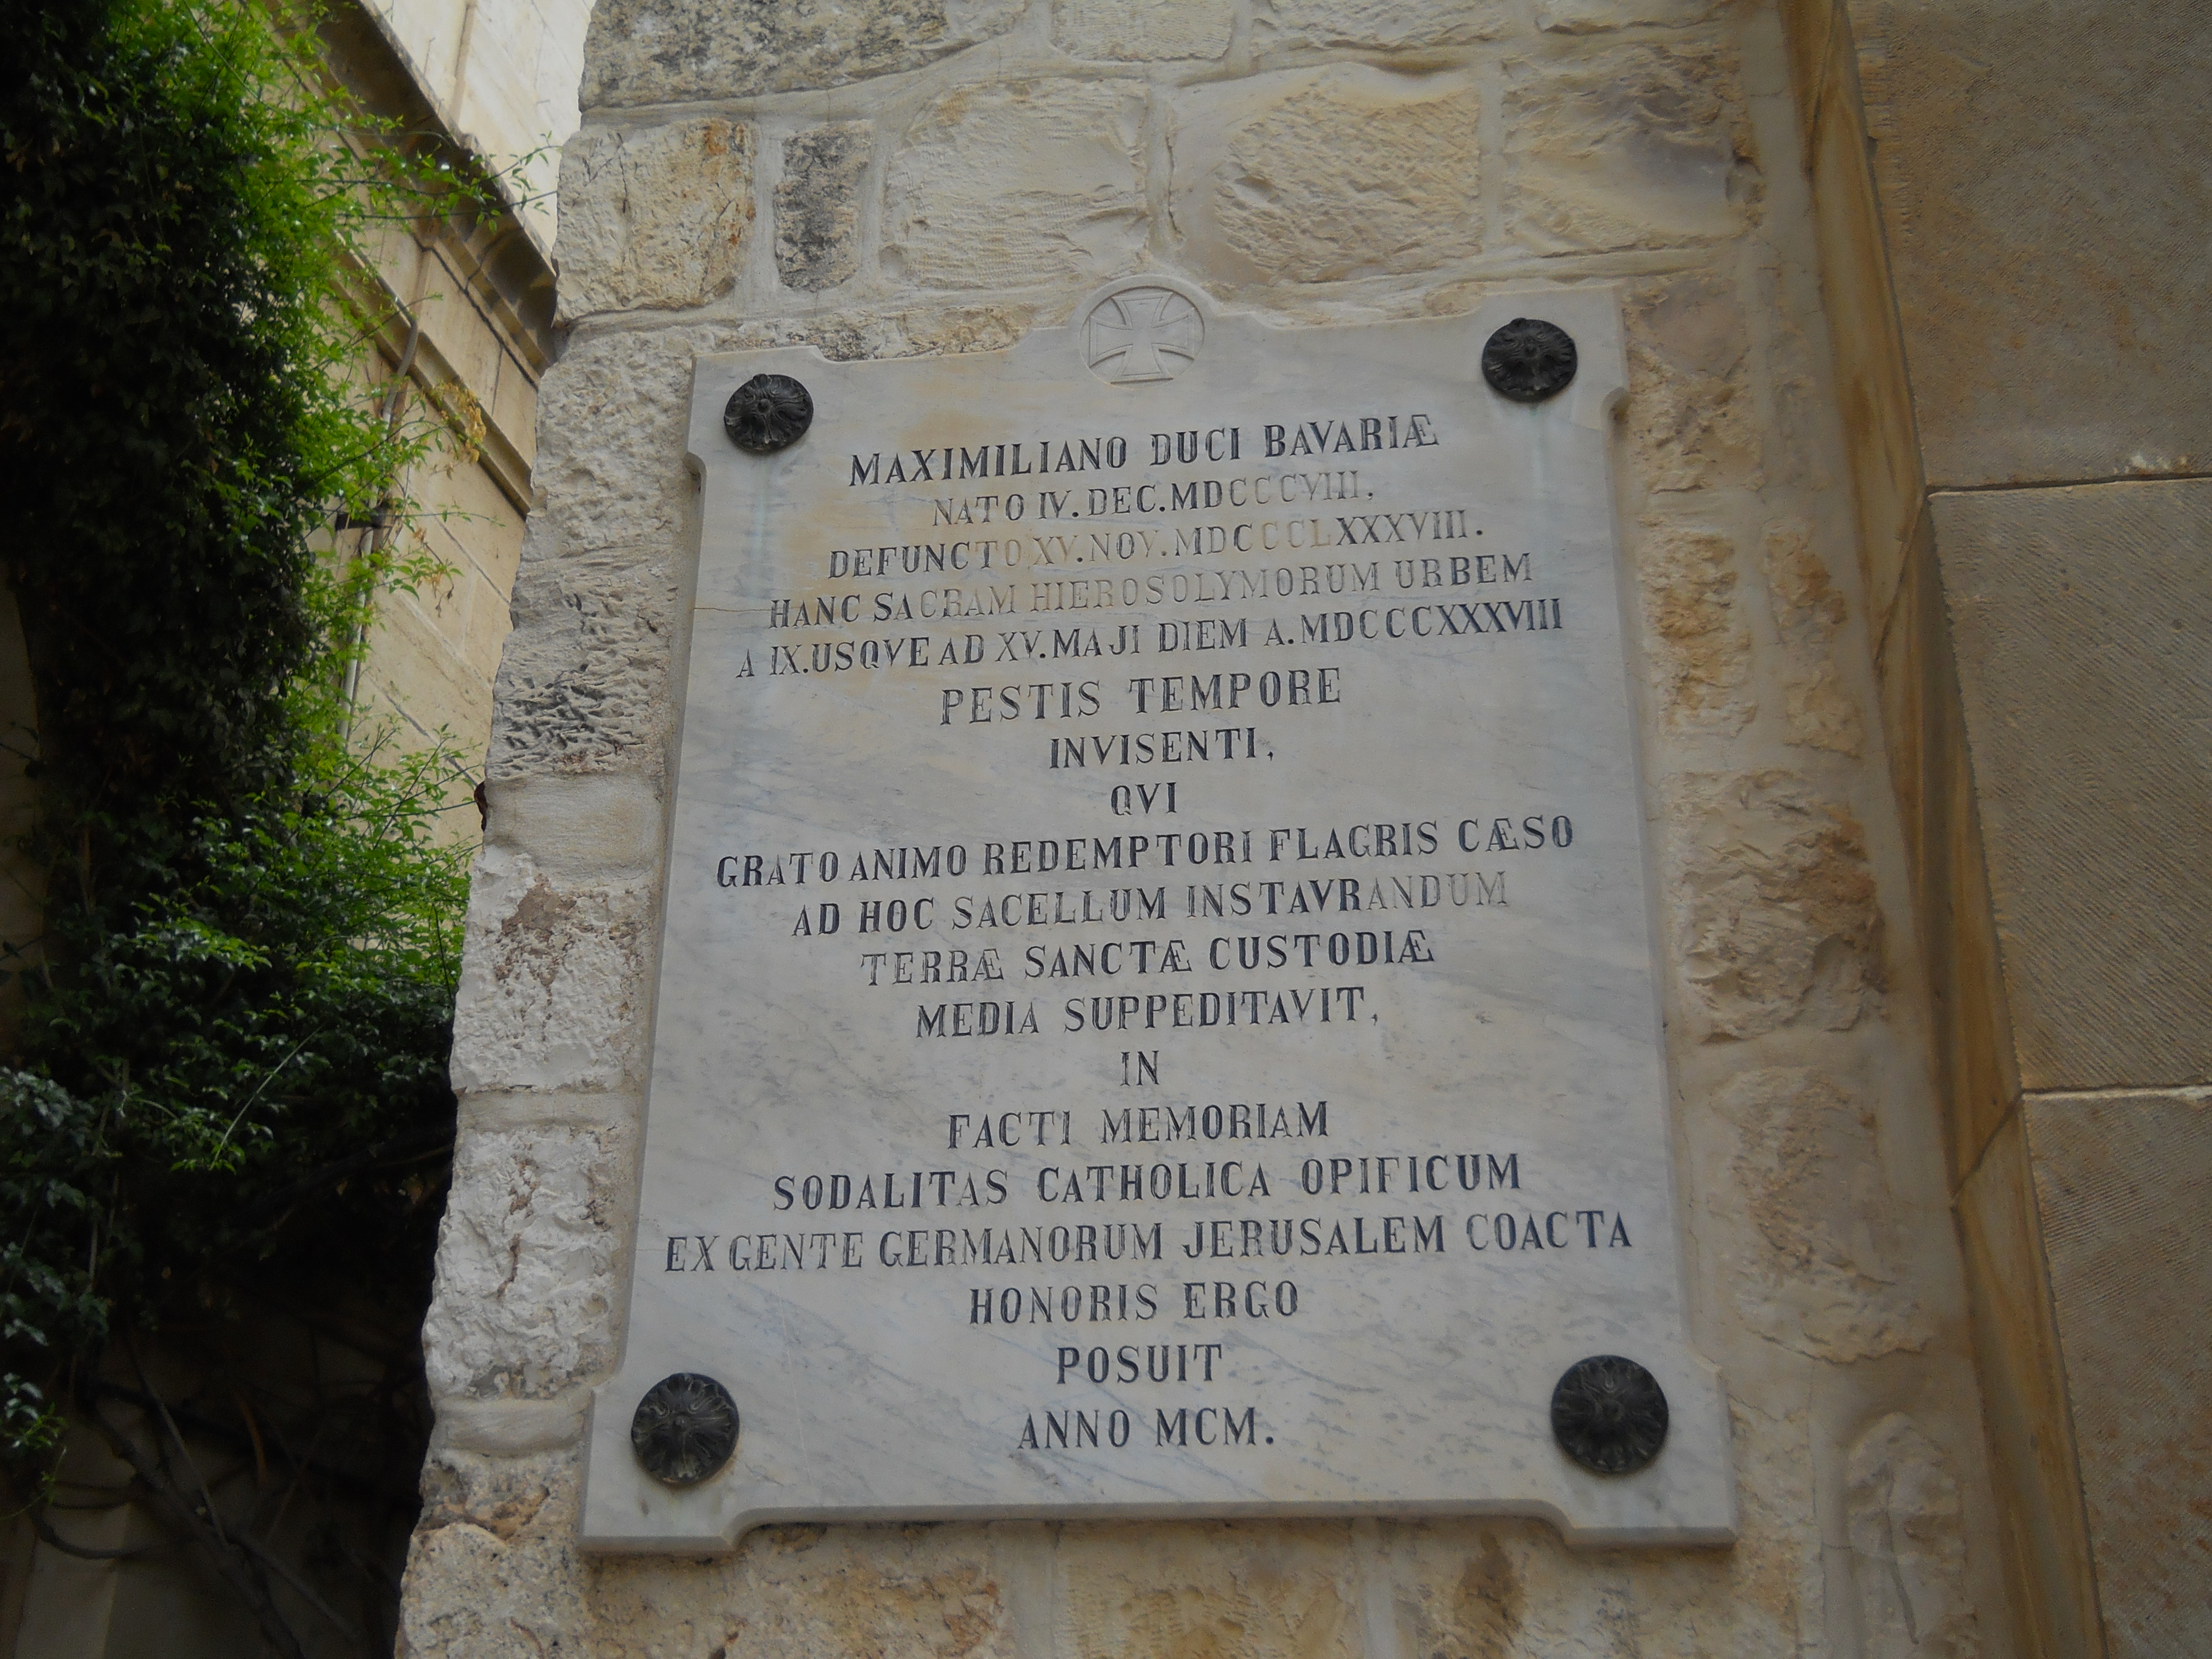 MAXIMILIANO DUCI BAVARIÆ
NATO IV. DEC. MDCCCVIII,
DEFUNCTO XV. NOV. MDCCCLXXXVIII.
HANC SACRAM HIEROSOLYMORUM URBEM
A IX. USQVE AD XV. MAJI DIEM A. MDCCCXXXVIII
PESTIS TEMPORE
INVISENTI,
QVI
GRATO ANIMO REDEMPTORI FLAGRIS CÆSO
AD HOC SACELLUM INSTAVRANDUM
TERRÆ SANCTÆ CUSTODIÆ
MEDIA SUPPEDITAVIT,
IN
FACTI MEMORIAM
SODALITAS CATHOLICA OPIFICUM
EX GENTE GERMANORUM JERUSALEM COACTA
HONORIS ERGO
POSUIT
ANNO MCM.